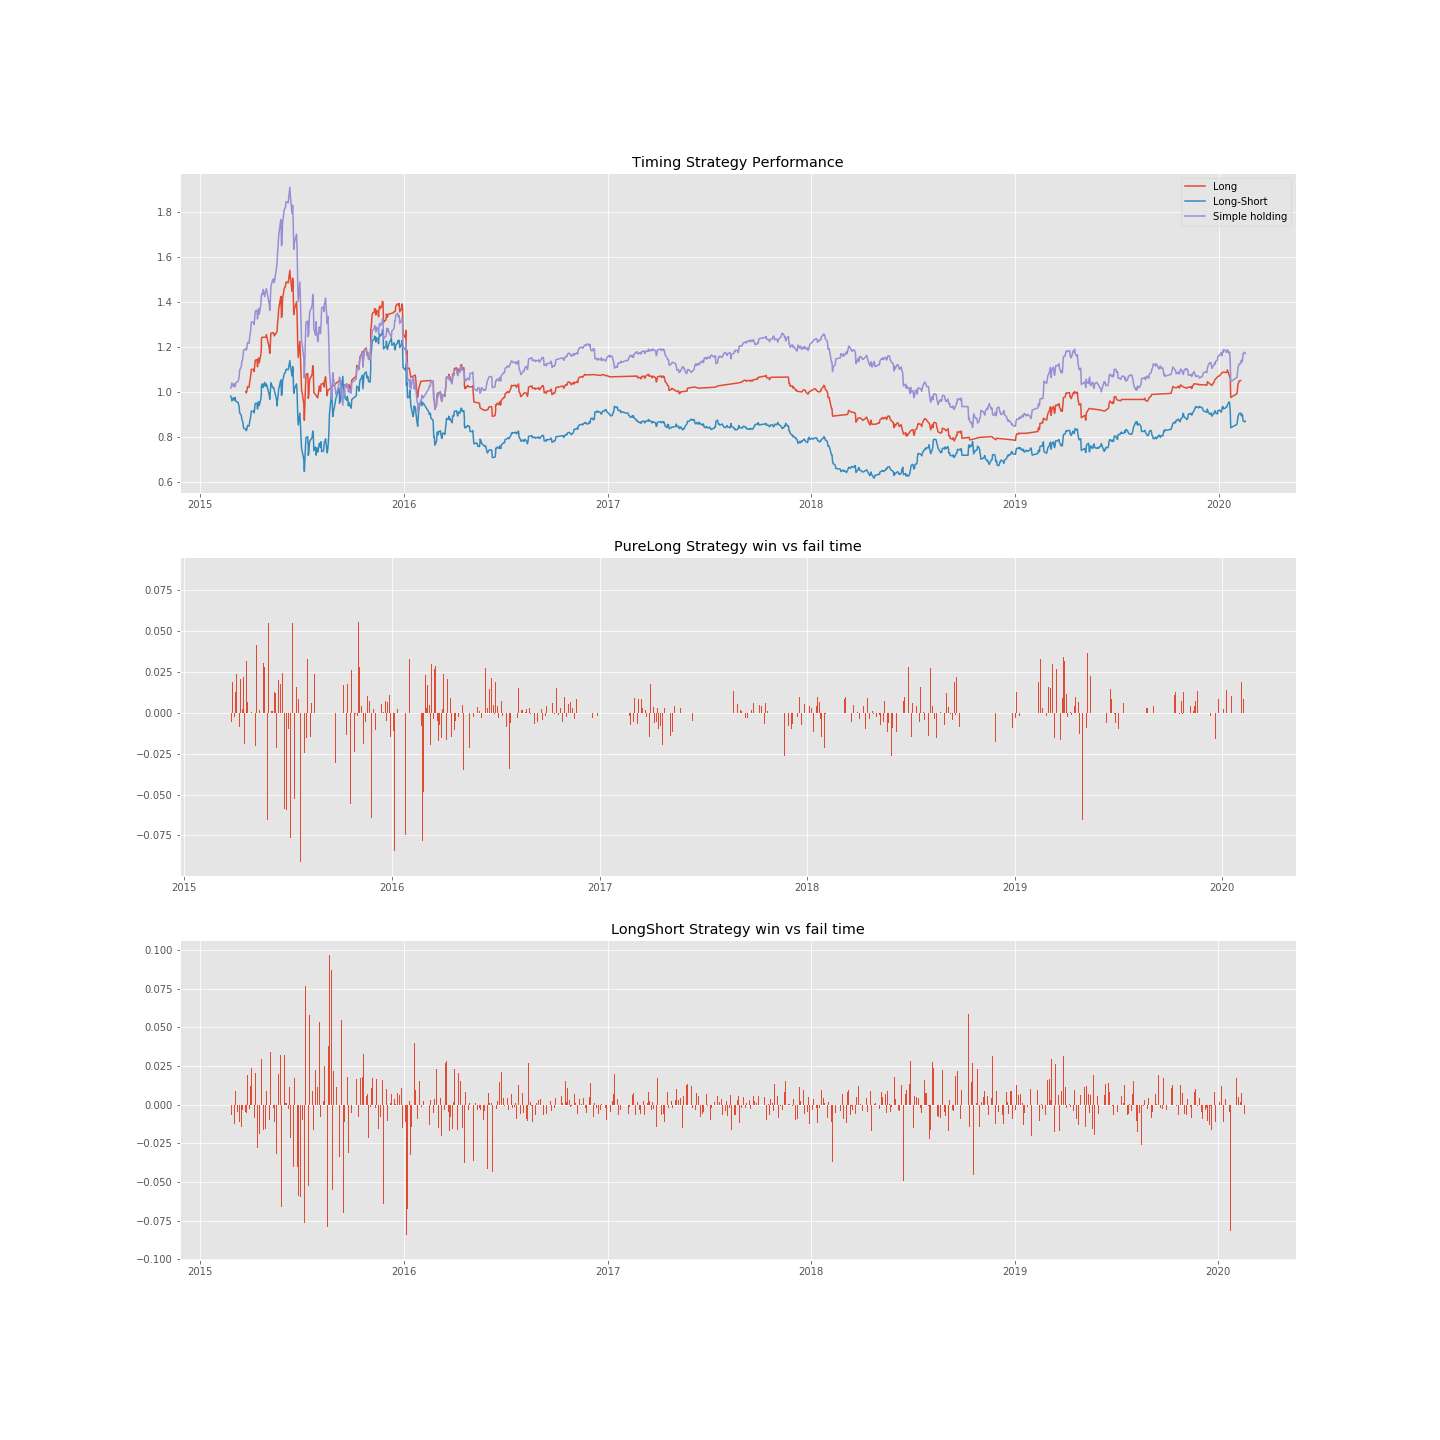 Timing Strategy Performance
Long
Long-Short
Simple holding
1.8
1.6
1.4
1.2
1.0
0.8
0.6
2015 2016 2017 2018 2019 2020
PureLong Strategy win vs fail time
0.075
0.050
0.025
0.000
−0.025
−0.050
−0.075
2015 2016 2017 2018 2019 2020
LongShort Strategy win vs fail time
0.100
0.075
0.050
0.025
0.000
−0.025
−0.050
−0.075
−0.100
2015 2016 2017 2018 2019 2020